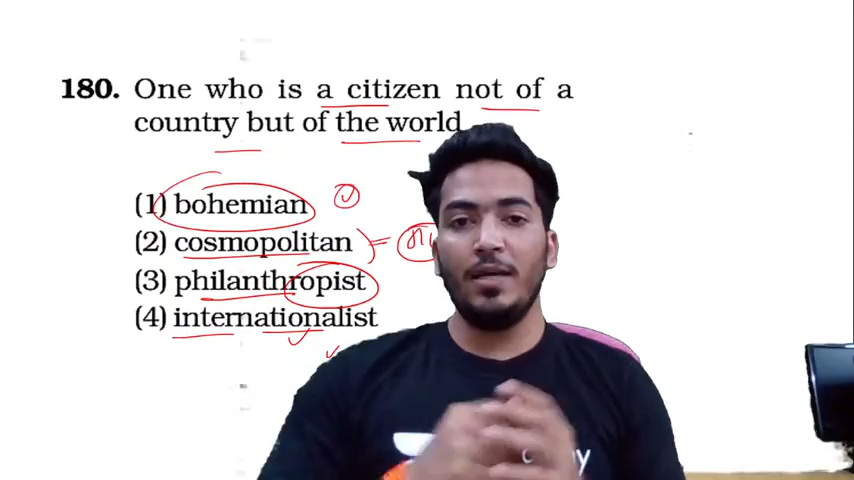 180. One who is a citizen not of a
country but of the world
(1) bohemian
(2) cosmopolitan
(3) philanthropist
(4) internationalist